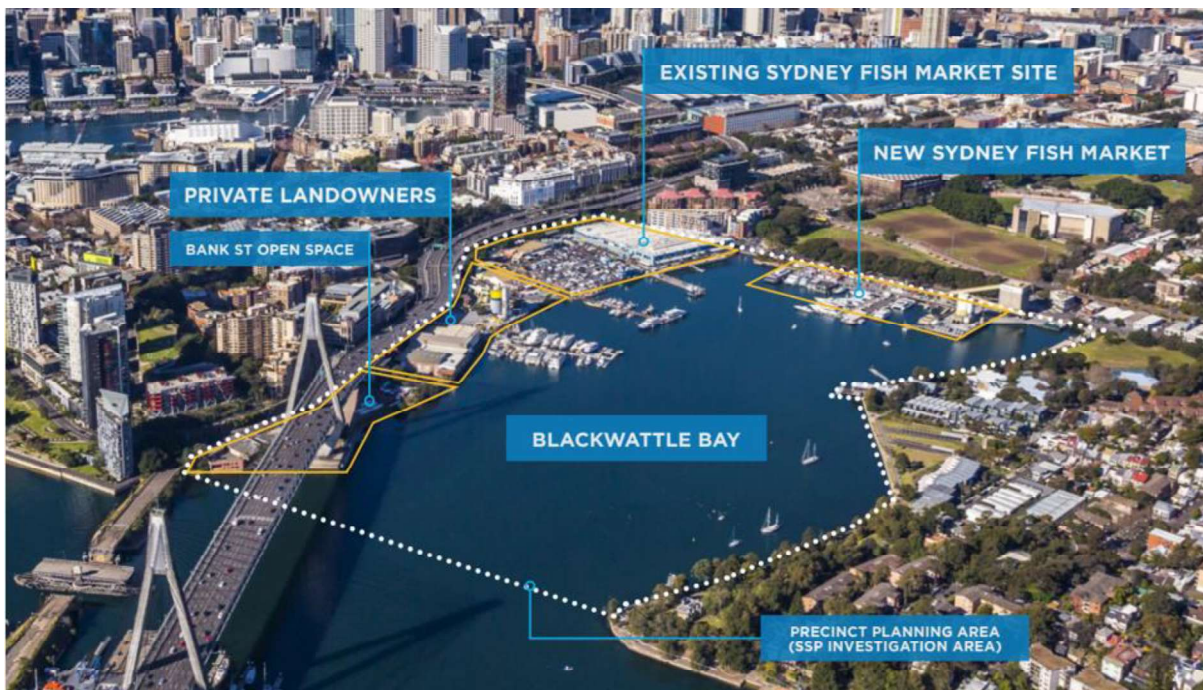 EXISTING SYDNEY FISH MARKET SITE
NEW SYDNEY FISH MARKET
PRIVATE LANDOWNERS
BANK ST OPEN SPACE
BLACKWATTLE BAY
PRECINCT PLANNING AREA
(SSP INVESTIGATION AREA)